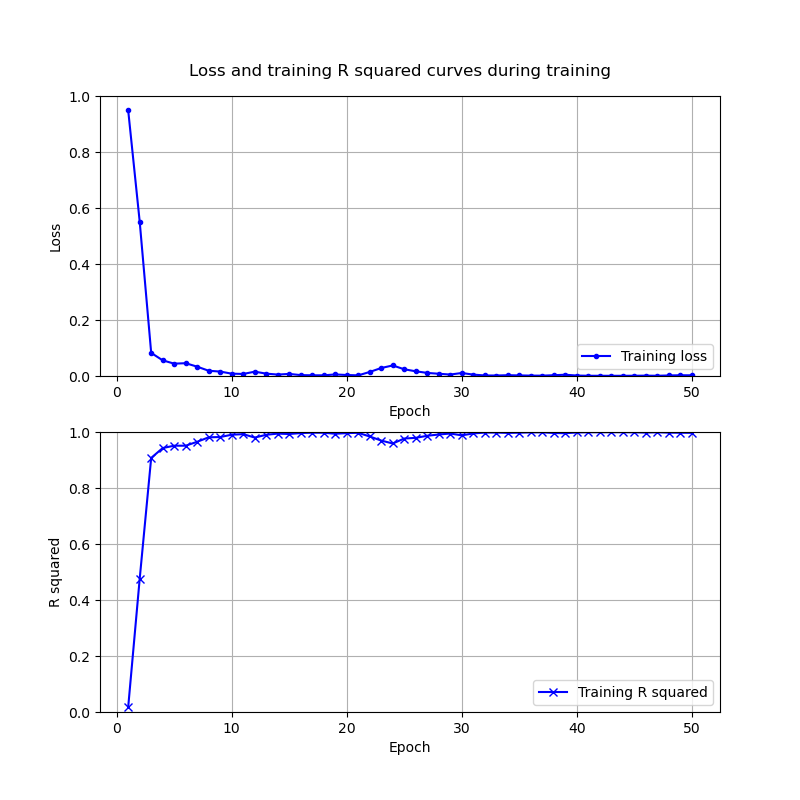 Loss and training R squared curves during training
1.0
0.8
0.6
0.4
0.2
0.0
Loss
Training loss
0 10 20 30 40 50
Epoch
1.0
0.8
0.6
0.4
0.2
0.0
R squared
Training R squared
0 10 20 30 40 50
Epoch